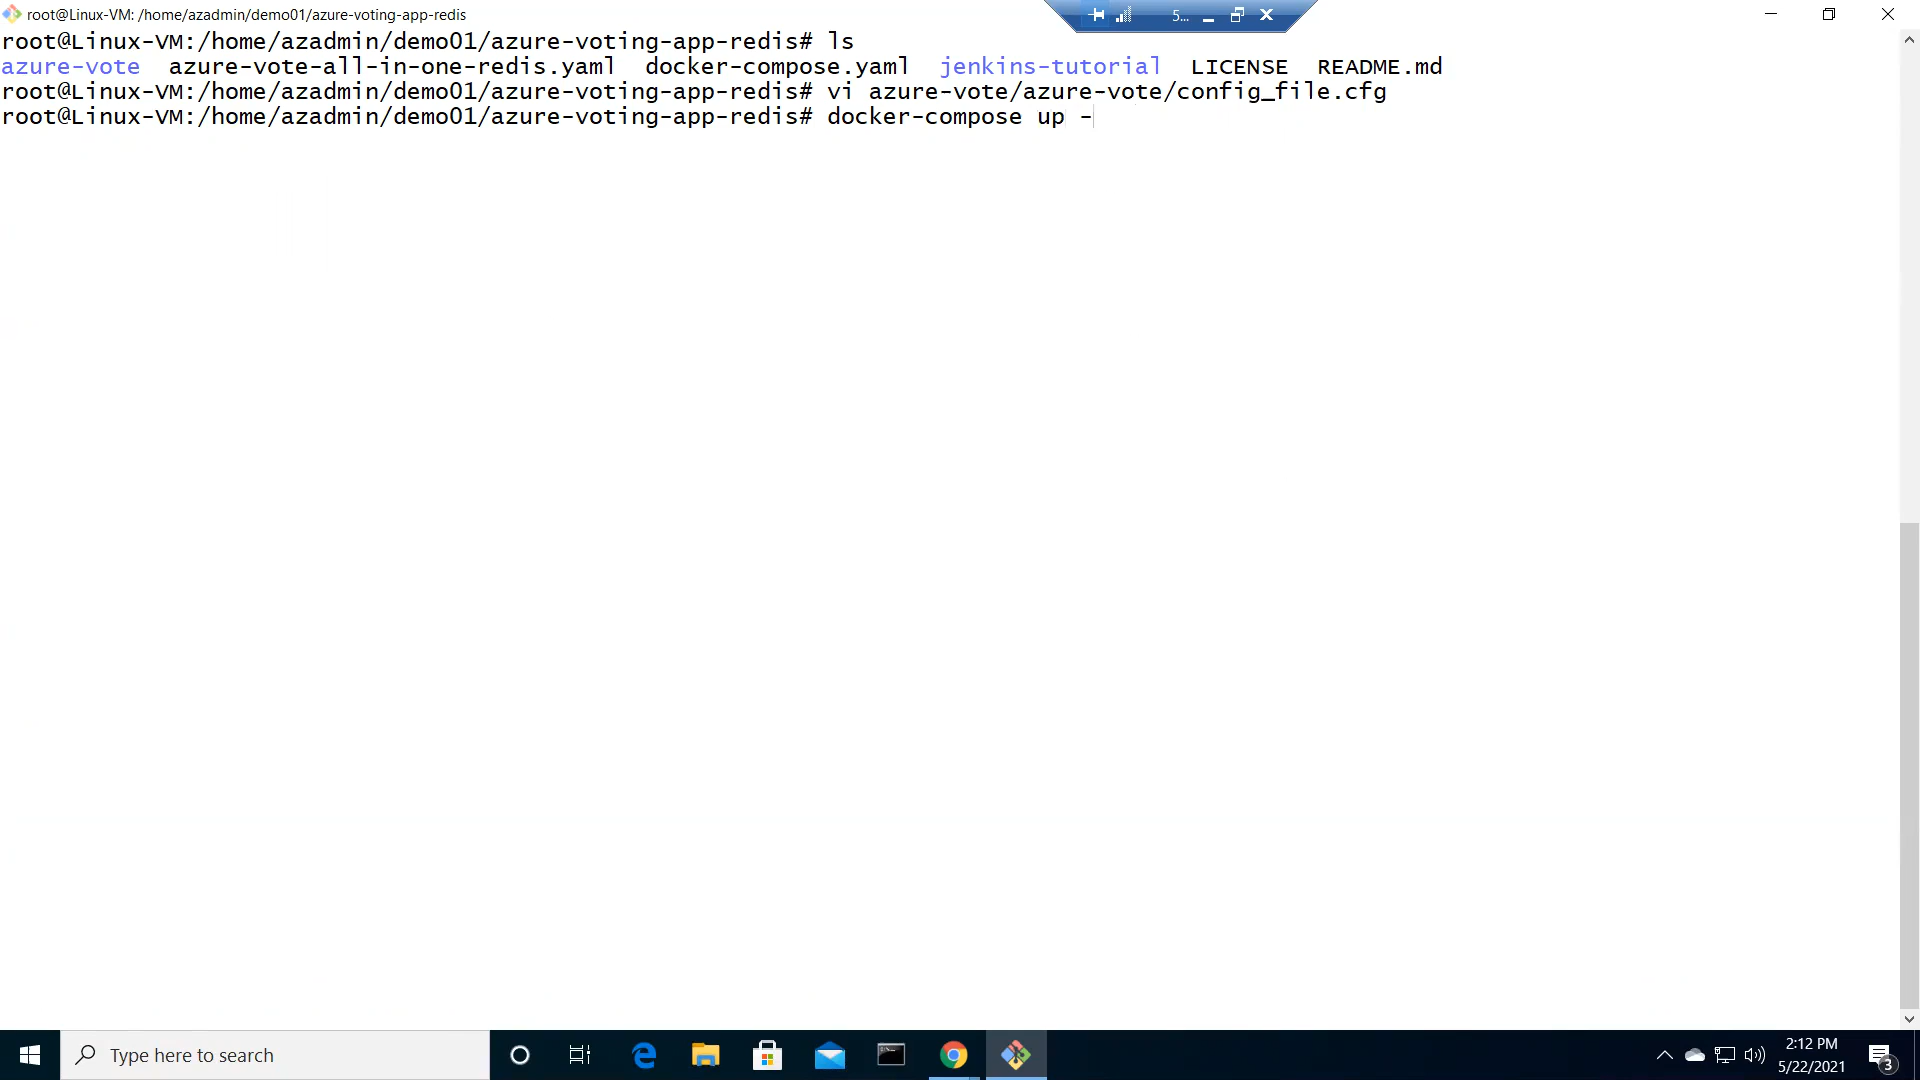 root@Linux-VM: /home/azadmin/demo01/azure-voting-app-redis
5...
root@Linux-VM:/home/azadmin/demo01/azure-voting-app-redis# ls
azure-vote  azure-vote-all-in-one-redis.yaml  docker-compose.yaml  jenkins-tutorial  LICENSE  README.md
root@Linux-VM:/home/azadmin/demo01/azure-voting-app-redis# vi azure-vote/azure-vote/config_file.cfg
root@Linux-VM:/home/azadmin/demo01/azure-voting-app-redis# docker-compose up -
Type here to search
2:12 PM
5/22/2021
3